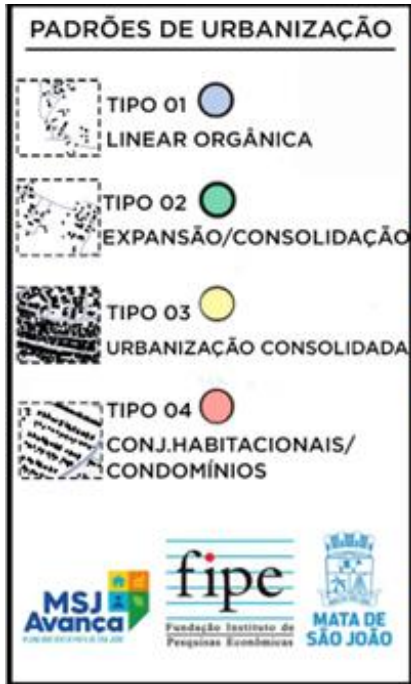 PADRÕES DE URBANIZAÇÃO
TIPO 01
LINEAR ORGÂNICA
TIPO 02
EXPANSÃO/CONSOLIDAÇÃO
TIPO 03
URBANIZAÇÃO CONSOLIDADA
TIPO 04
CONJ.HABITACIONAIS/
CONDOMÍNIOS
MSJ
Avança
fipe
Fundação Instituto de
Pesquisas Econômicas
MATA DE
SÃO JOÃO